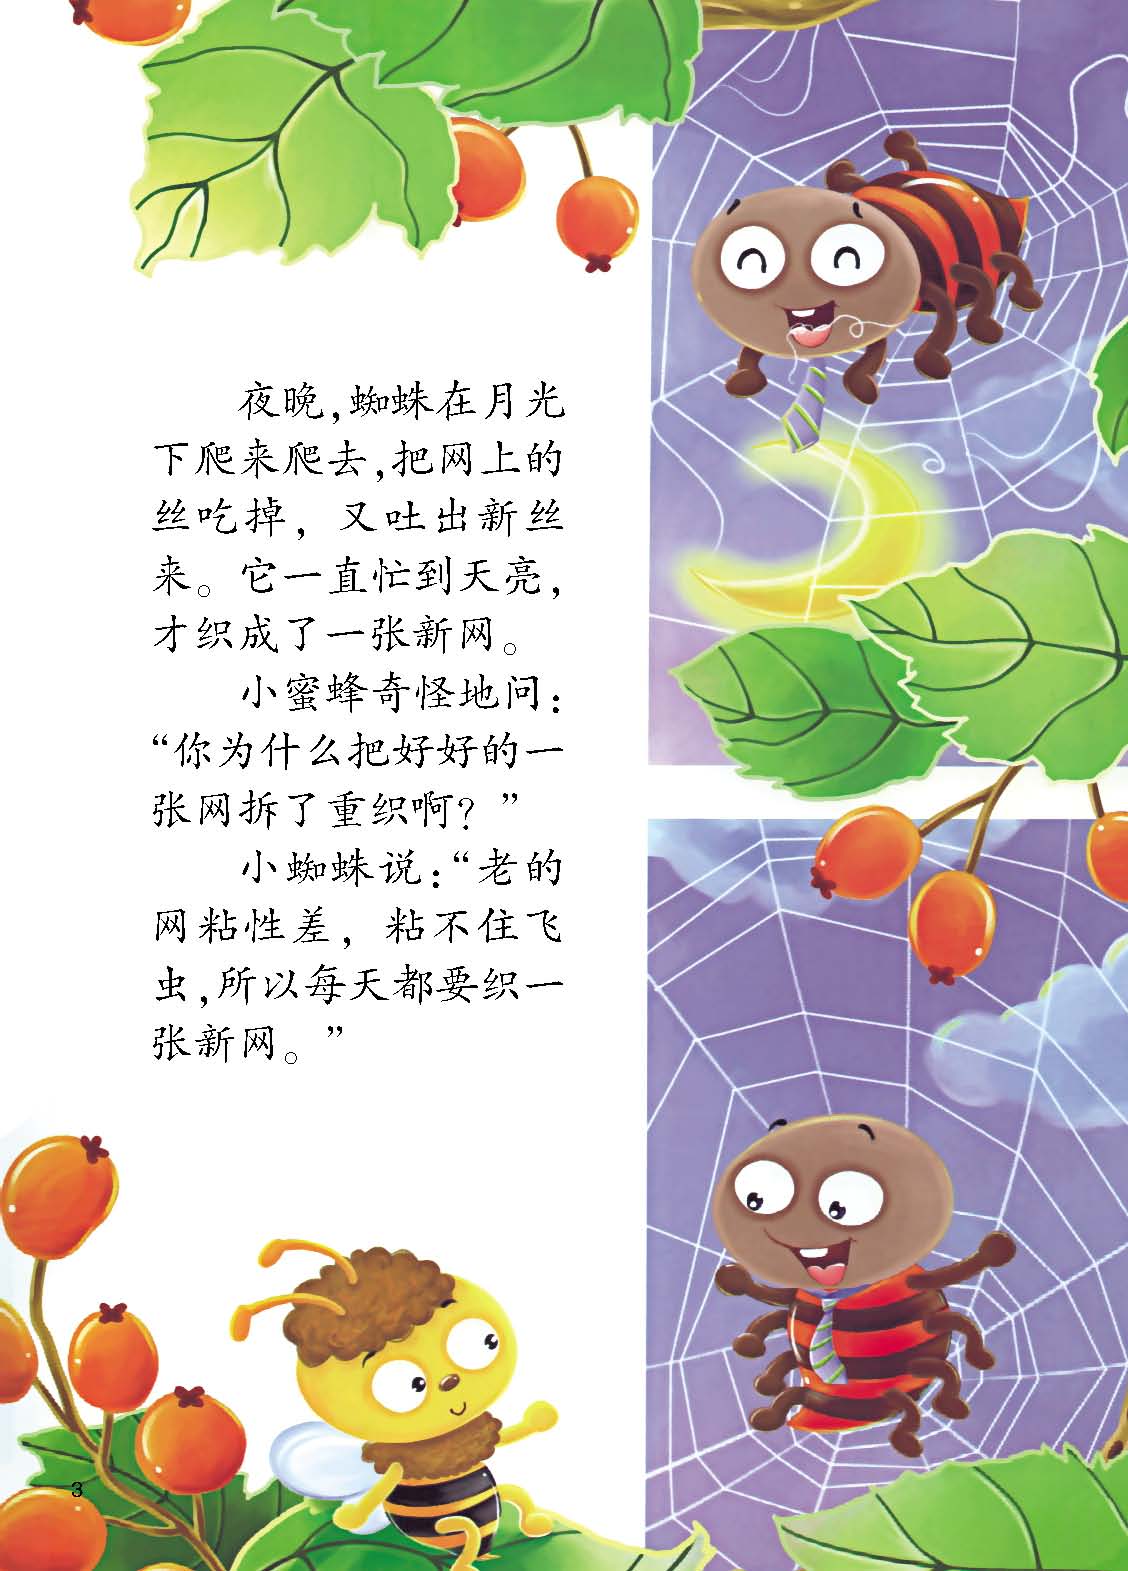 夜晚，蜘蛛在月光
下爬来爬去，把网上的
丝吃掉，又吐出新丝
来。它一直忙到天亮，
才织成了一张新网。
小蜜蜂奇怪地问：
“你为什么把好好的一
张网拆了重织啊？”
小蜘蛛说：“老的
网粘性差，粘不住飞
虫，所以每天都要织一
张新网。”
3